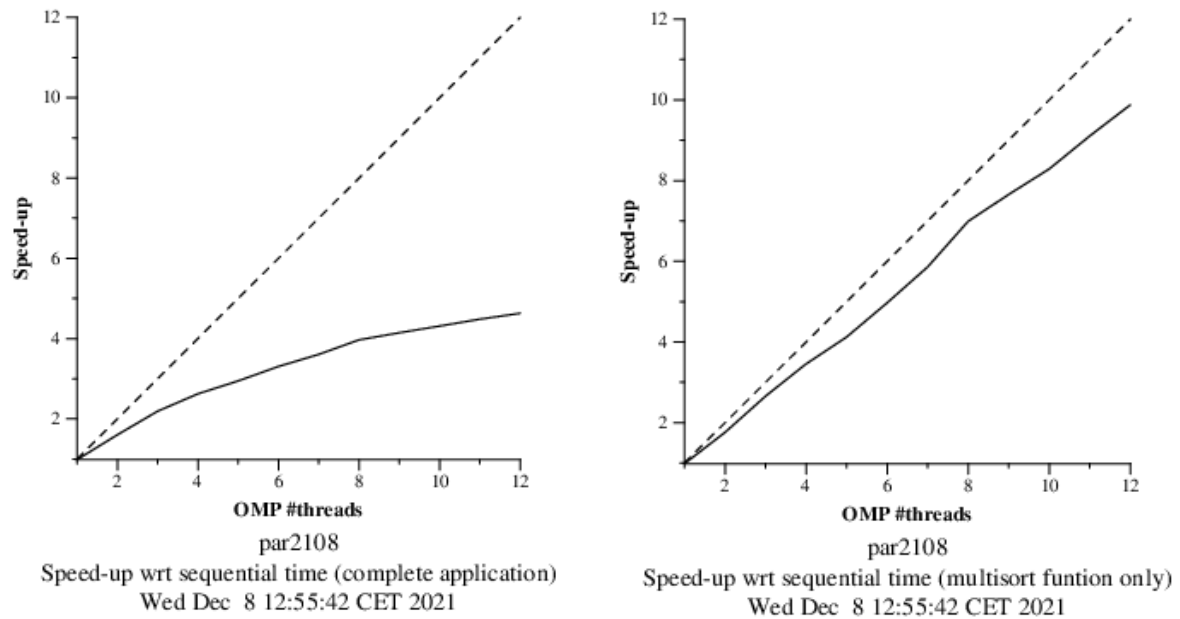 12
10
8
6
4
2
Speed-up
2 4 6 8 10 12
OMP #threads
par2108
Speed-up wrt sequential time (complete application)
Wed Dec 8 12:55:42 CET 2021
12
10
8
6
4
2
Speed-up
2 4 6 8 10 12
OMP #threads
par2108
Speed-up wrt sequential time (multisort funtion only)
Wed Dec 8 12:55:42 CET 2021